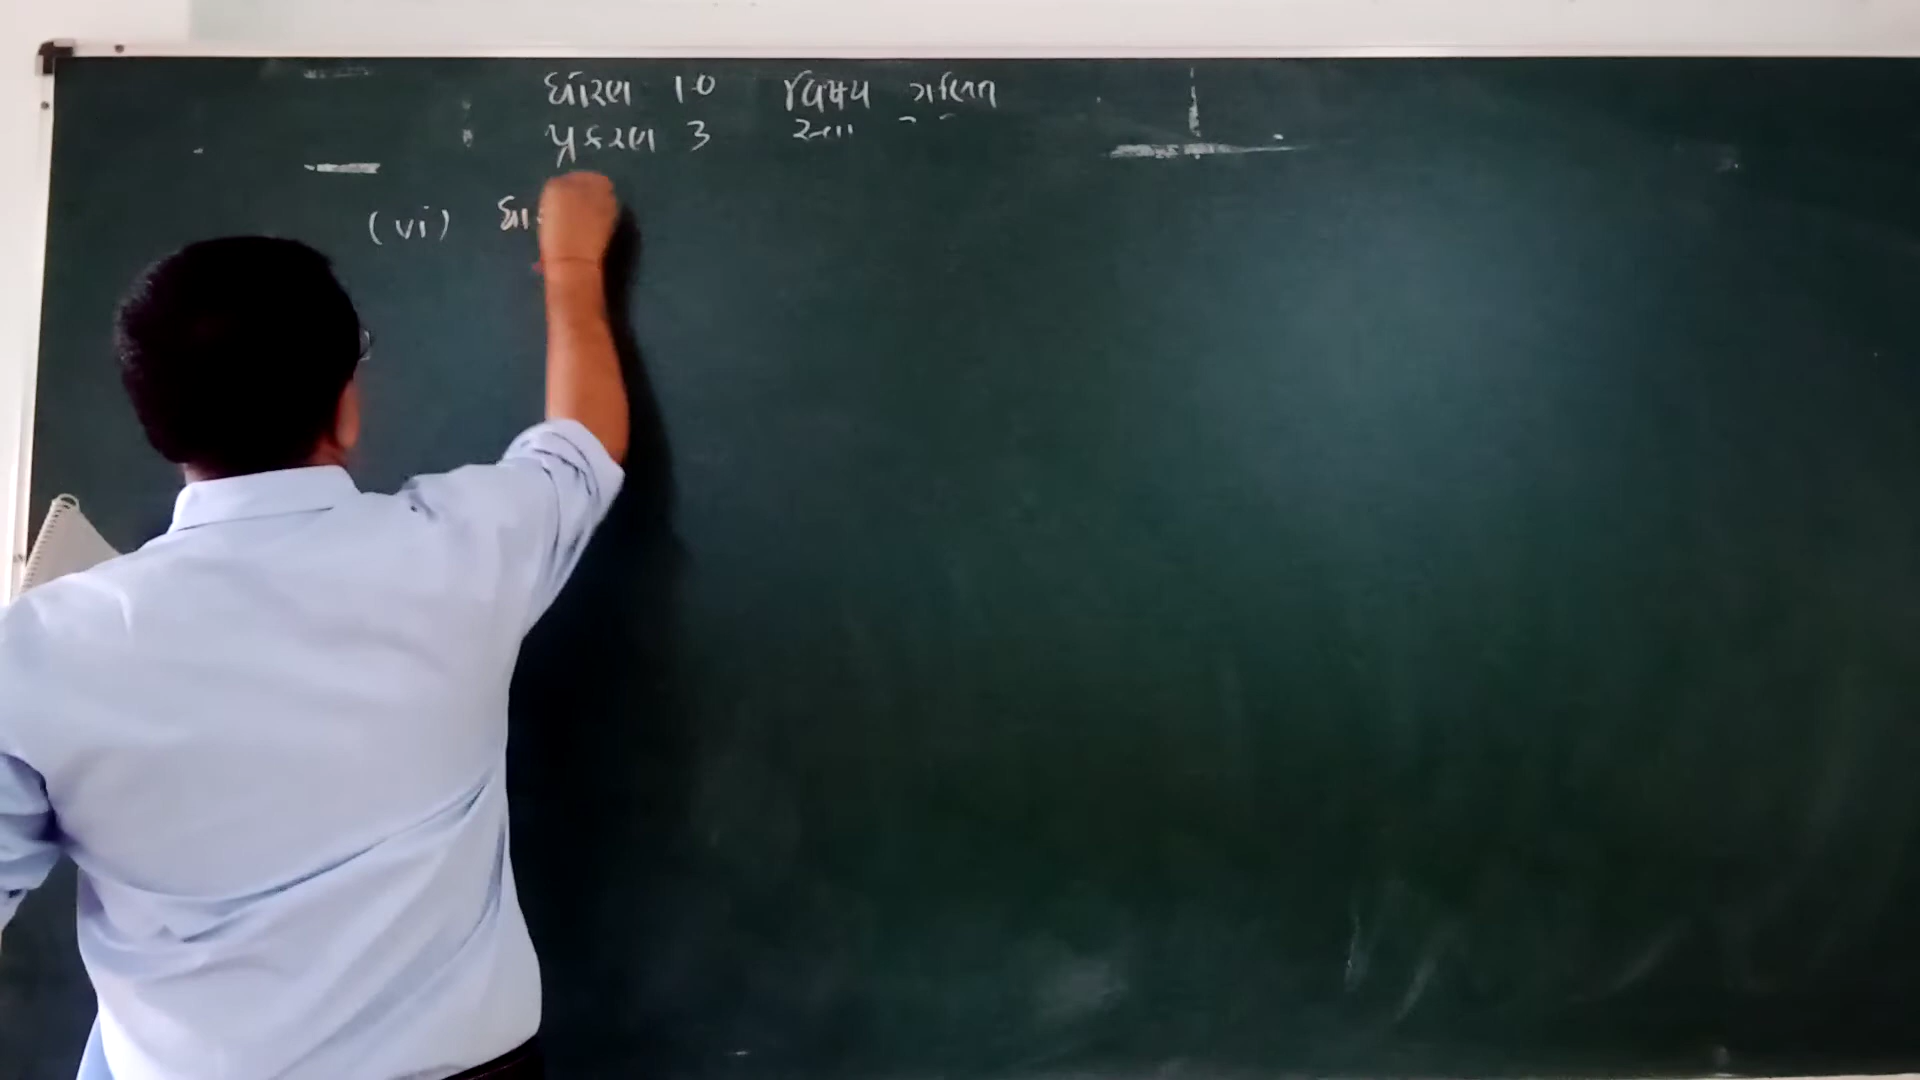 ધોરણ 10 વિષય ગણિત
પ્રકરણ 3
(vi) ધા